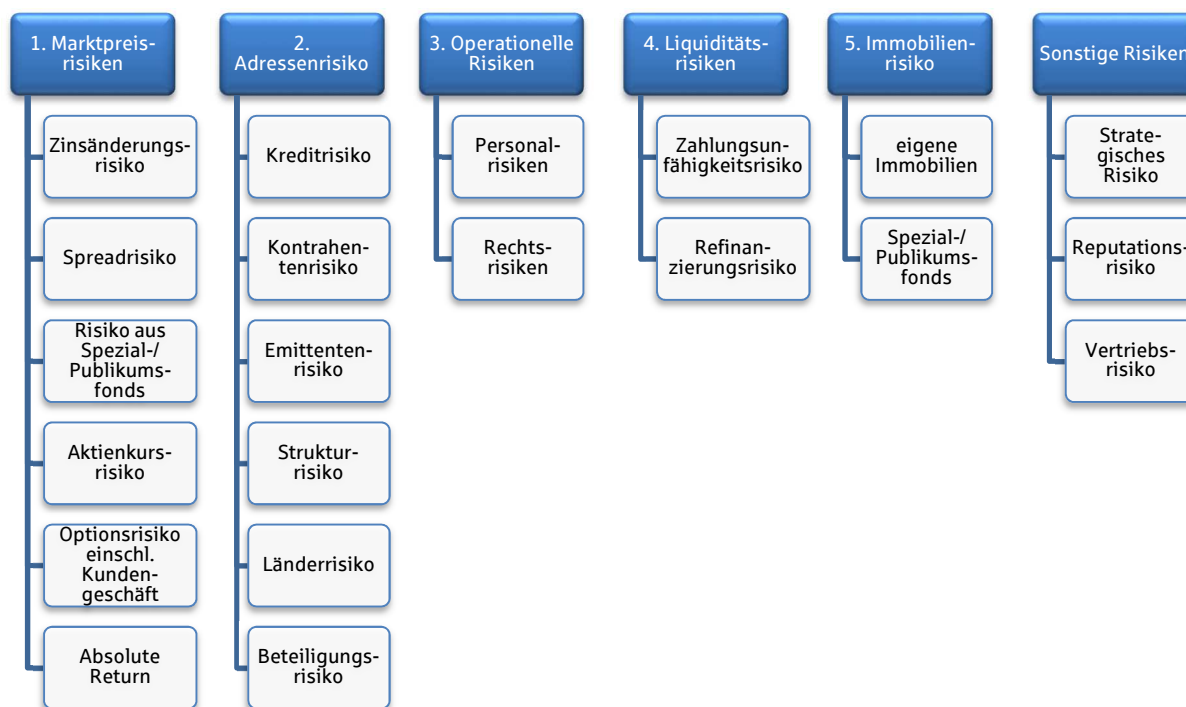 1. Marktpreis-
risiken
Zinsänderungs-
risiko
Spreadrisiko
Risiko aus
Spezial-/
Publikums-
fonds
Aktienkurs-
risiko
Optionsrisiko
einschl.
Kunden-
geschäft
Absolute
Return
2.
Adressenrisiko
Kreditrisiko
Kontrahen-
tenrisiko
Emittenten-
risiko
Struktur-
risiko
Länderrisiko
Beteiligungs-
risiko
3. Operationelle
Risiken
Personal-
risiken
Rechts-
risiken
4. Liquiditäts-
risiken
Zahlungsun-
fähigkeitsrisiko
Refinan-
zierungsrisiko
5. Immobilien-
risiko
eigene
Immobilien
Spezial-/
Publikums-
fonds
Sonstige Risiken
Strate-
gisches
Risiko
Reputations-
risiko
Vertriebs-
risiko